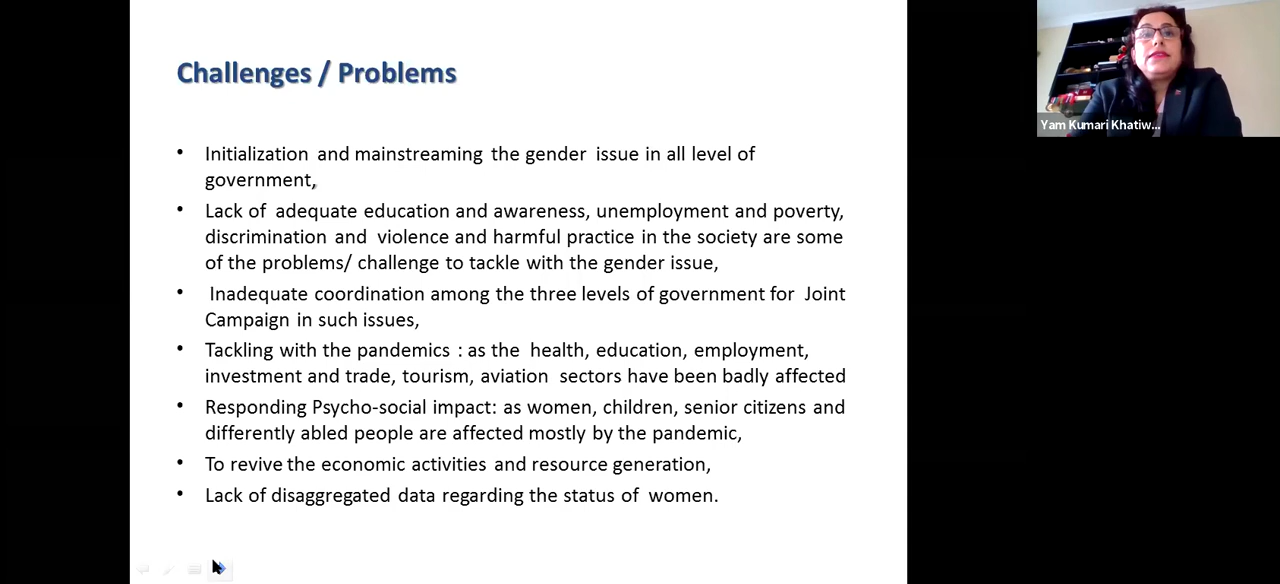 Challenges / Problems
• Initialization and mainstreaming the gender issue in all level of
government,
• Lack of adequate education and awareness, unemployment and poverty,
discrimination and violence and harmful practice in the society are some
of the problems/ challenge to tackle with the gender issue,
• Inadequate coordination among the three levels of government for Joint
Campaign in such issues,
• Tackling with the pandemics : as the health, education, employment,
investment and trade, tourism, aviation sectors have been badly affected
• Responding Psycho-social impact: as women, children, senior citizens and
differently abled people are affected mostly by the pandemic,
• To revive the economic activities and resource generation,
• Lack of disaggregated data regarding the status of women.
Yam Kumari Khatiw...